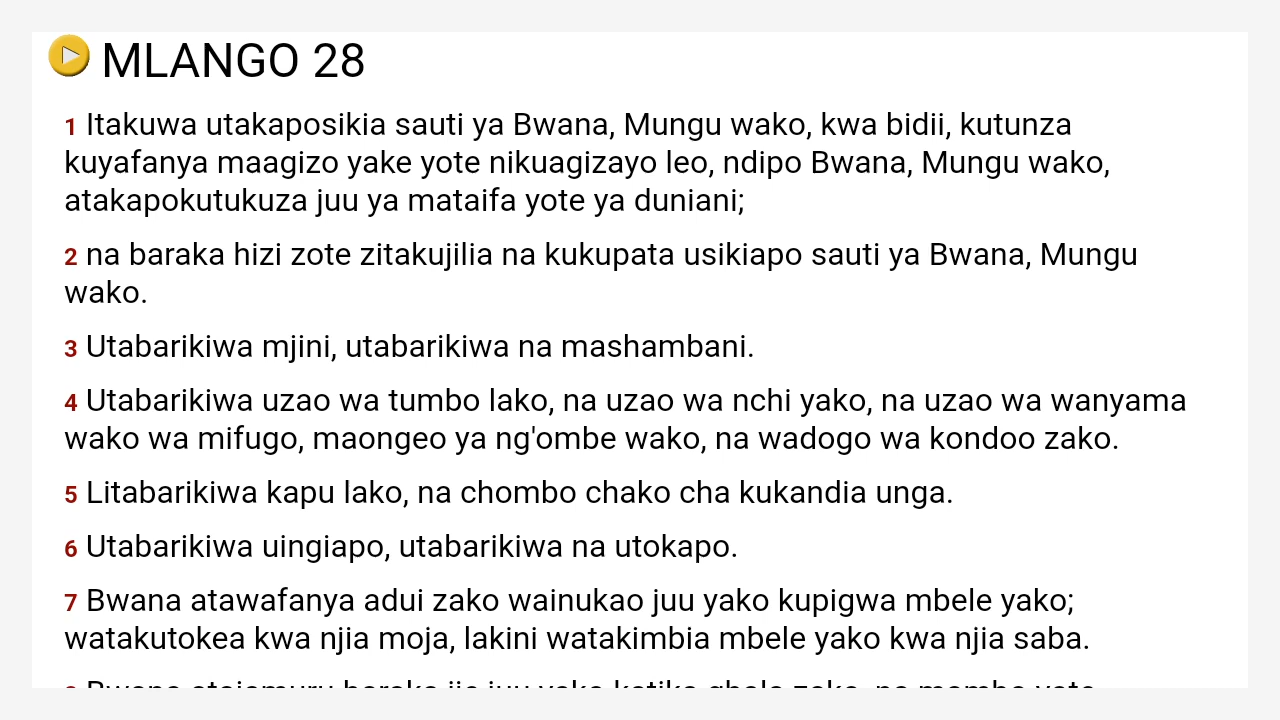 MLANGO 28
1 Itakuwa utakaposikia sauti ya Bwana, Mungu wako, kwa bidii, kutunza
kuyafanya maagizo yake yote nikuagizayo leo, ndipo Bwana, Mungu wako,
atakapokutukuza juu ya mataifa yote ya duniani;
2 na baraka hizi zote zitakujilia na kukupata usikiapo sauti ya Bwana, Mungu
wako.
3 Utabarikiwa mjini, utabarikiwa na mashambani.
4 Utabarikiwa uzao wa tumbo lako, na uzao wa nchi yako, na uzao wa wanyama
wako wa mifugo, maongeo ya ng'ombe wako, na wadogo wa kondoo zako.
5 Litabarikiwa kapu lako, na chombo chako cha kukandia unga.
6 Utabarikiwa uingiapo, utabarikiwa na utokapo.
7 Bwana atawafanya adui zako wainukao juu yako kupigwa mbele yako;
watakutokea kwa njia moja, lakini watakimbia mbele yako kwa njia saba.